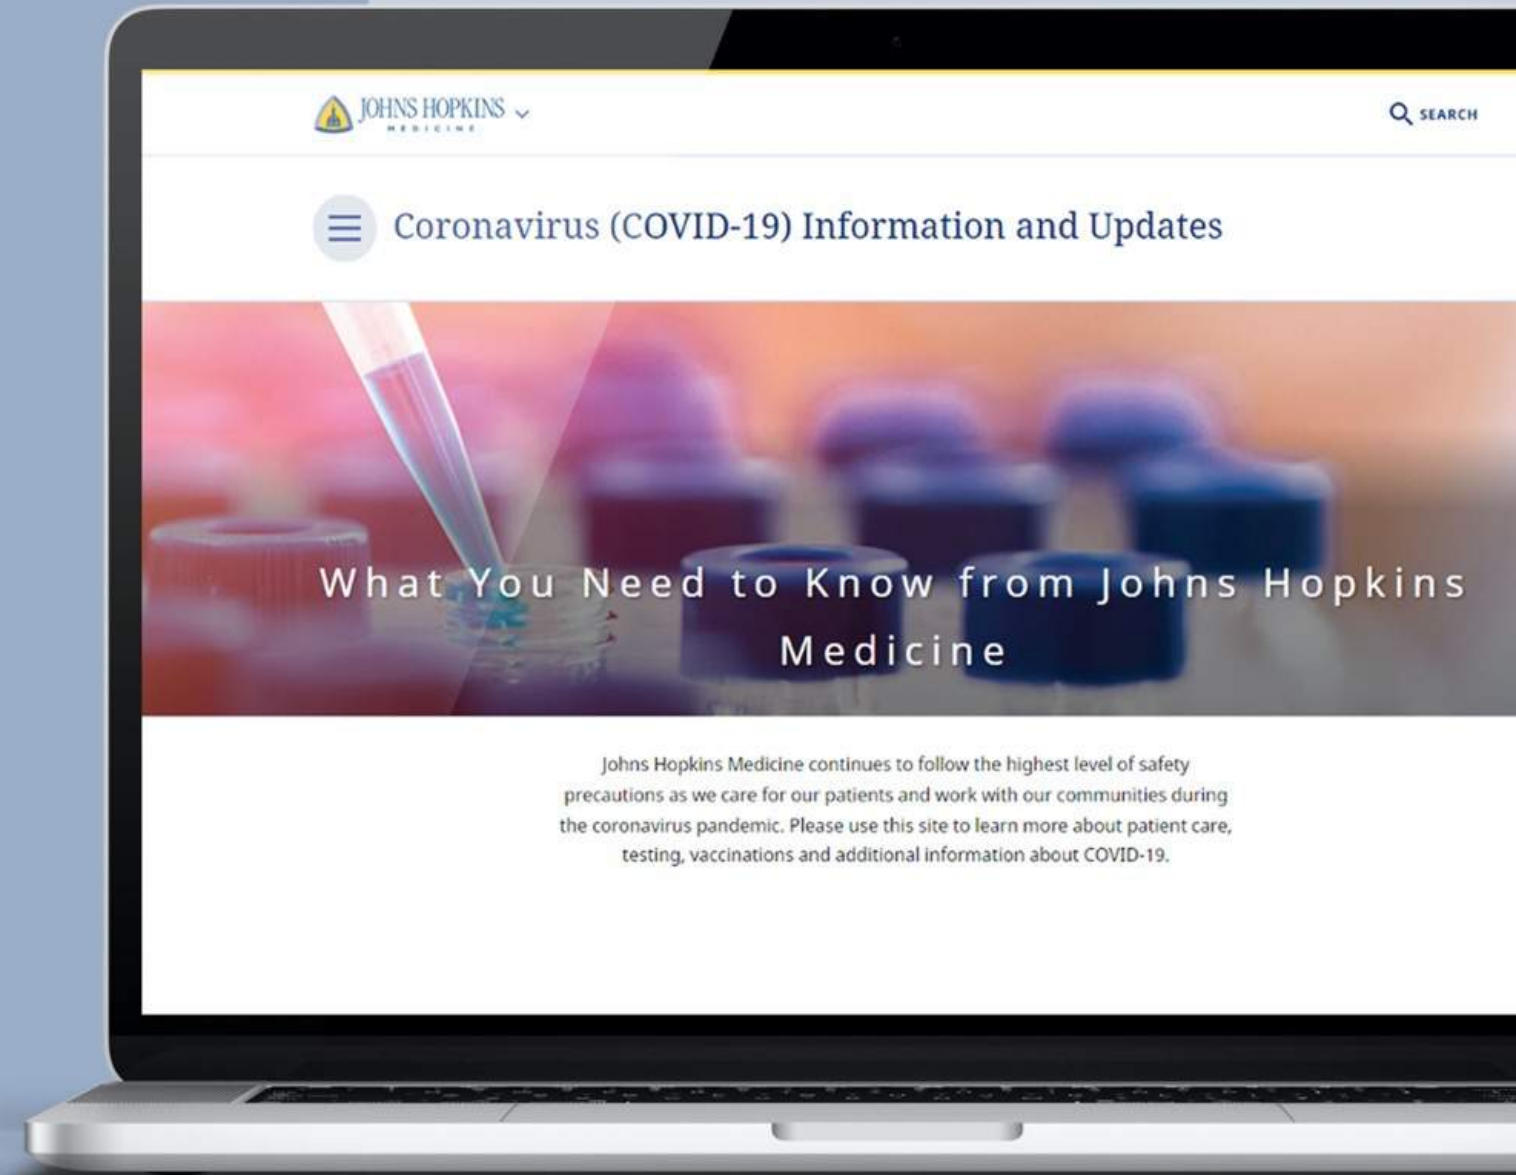 JOHNS HOPKINS
MEDICINE
SEARCH
Coronavirus (COVID-19) Information and Updates
What You Need to Know from Johns Hopkins
Medicine
Johns Hopkins Medicine continues to follow the highest level of safety
precautions as we care for our patients and work with our communities during
the coronavirus pandemic. Please use this site to learn more about patient care,
testing, vaccinations and additional information about COVID-19.